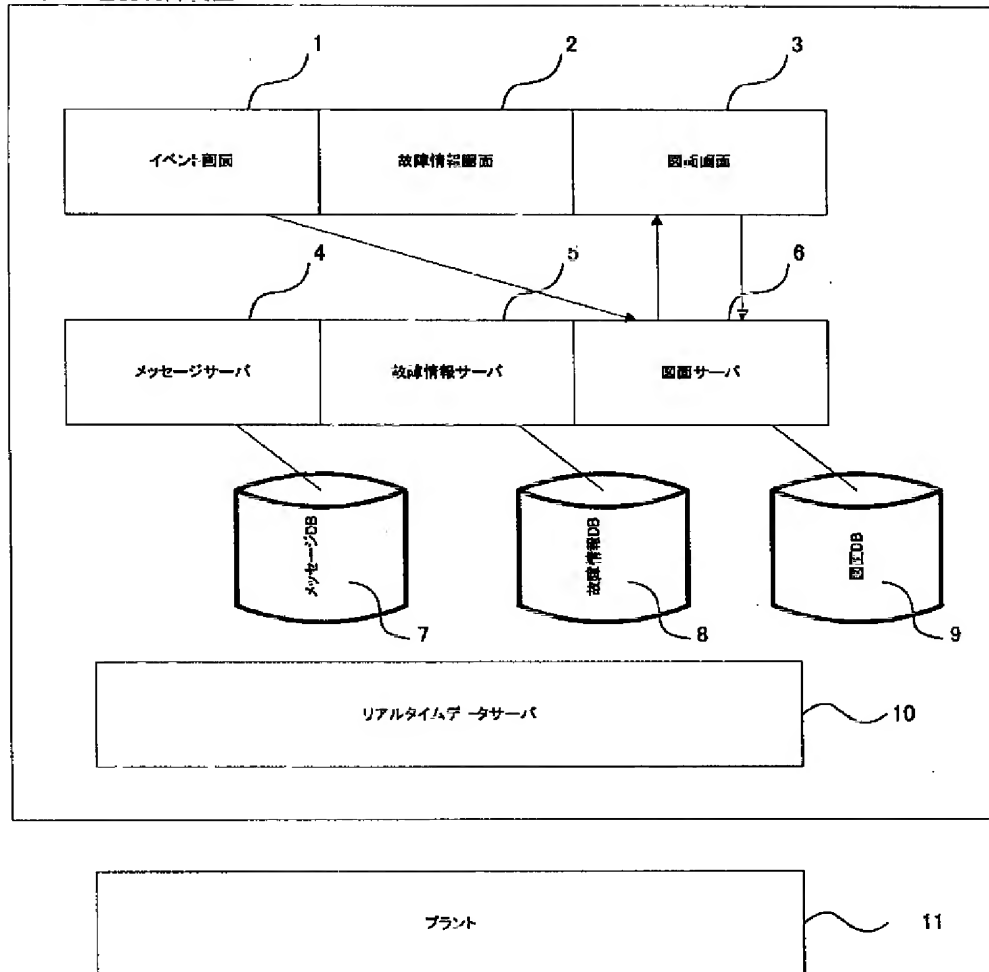 1
2
3
イベント画面
故障情報画面
図面画面
4
5
6
メッセージサーバ
故障情報サーバ
図面サーバ
メッセージDB
故障情報DB
図面DB
7
8
9
リアルタイムデータサーバ
10
プラント
11